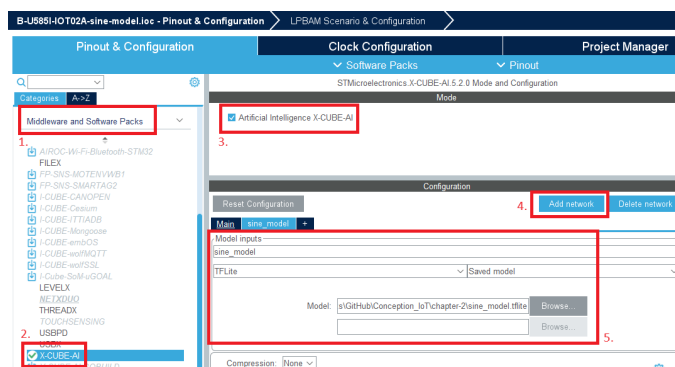 B-U585I-IOT02A-sine-model.ioc - Pinout & Configuration
LPBAM Scenario & Configuration
Pinout & Configuration
Clock Configuration
Project Manager
Software Packs
Pinout
Categories A->Z
Middleware and Software Packs
1.
AIROC-Wi-Fi-Bluetooth-STM32
FILEX
FP-SNS-MOTENVWB1
FP-SNS-SMARTAG2
I-CUBE-CANOPEN
I-CUBE-Cesium
I-CUBE-ITTIADB
I-CUBE-Mongoose
I-CUBE-embOS
I-CUBE-wolfMQTT
I-CUBE-wolfSSL
I-Cube-SoM-uGOAL
LEVELX
NETXDUO
THREADX
TOUCHSENSING
2. USBPD
USBX
X-CUBE-AI
STMicroelectronics.X-CUBE-AI.5.2.0 Mode and Configuration
Mode
Artificial Intelligence X-CUBE-AI
3.
Configuration
Reset Configuration
4.
Add network
Delete network
Main sine_model +
Model inputs
sine_model
TFLite
Saved model
Model: s\GitHub\Conception_IoT\chapter-2\sine_model.tflite Browse...
Browse...
5.
Compression: None